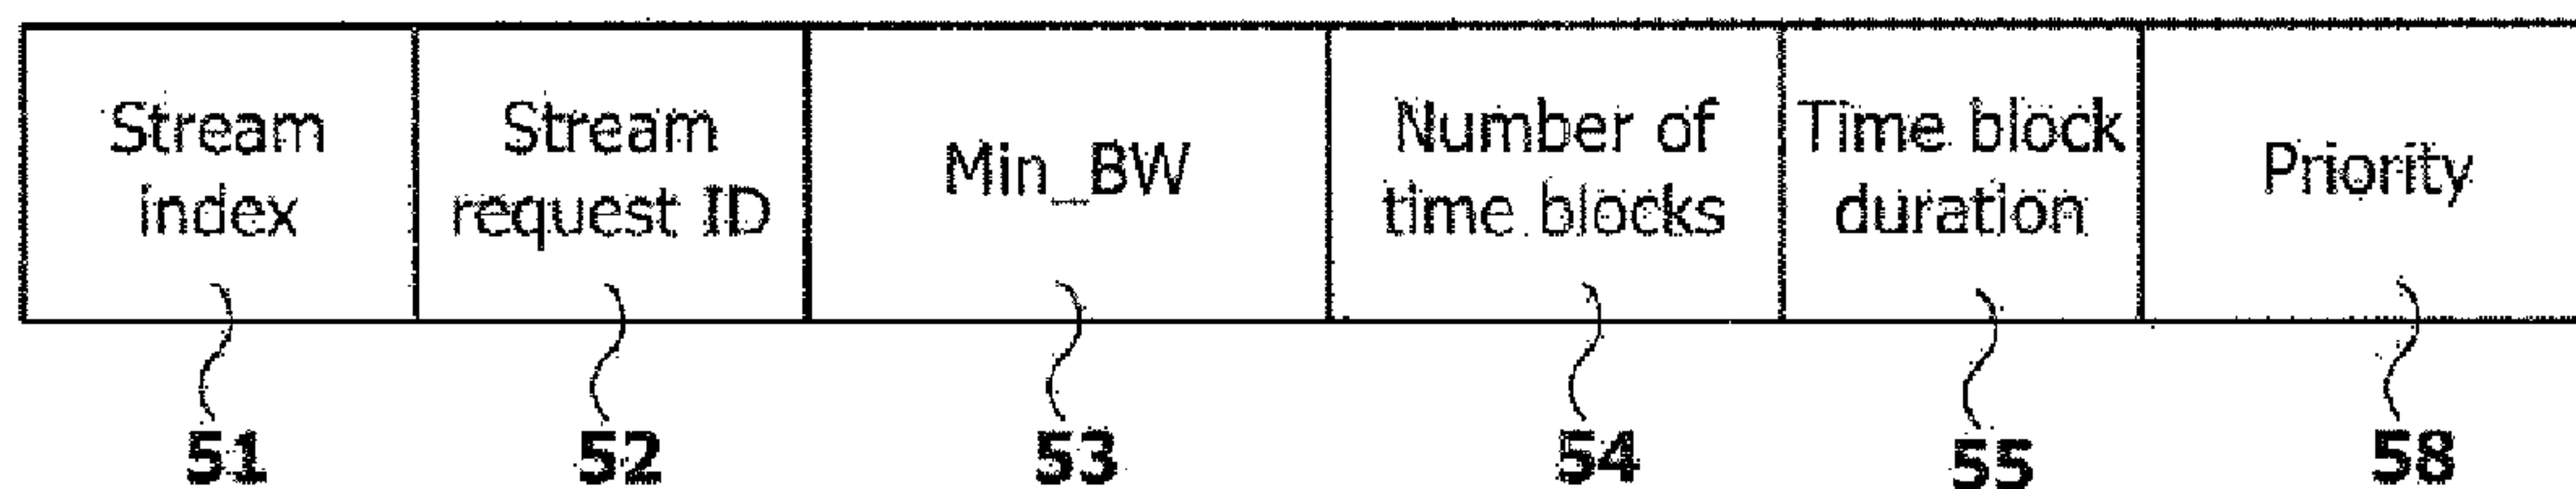 Stream
index
Stream
request ID
Min_BW
Number of
time blocks
Time block
duration
Priority
51
52
53
54
55
58